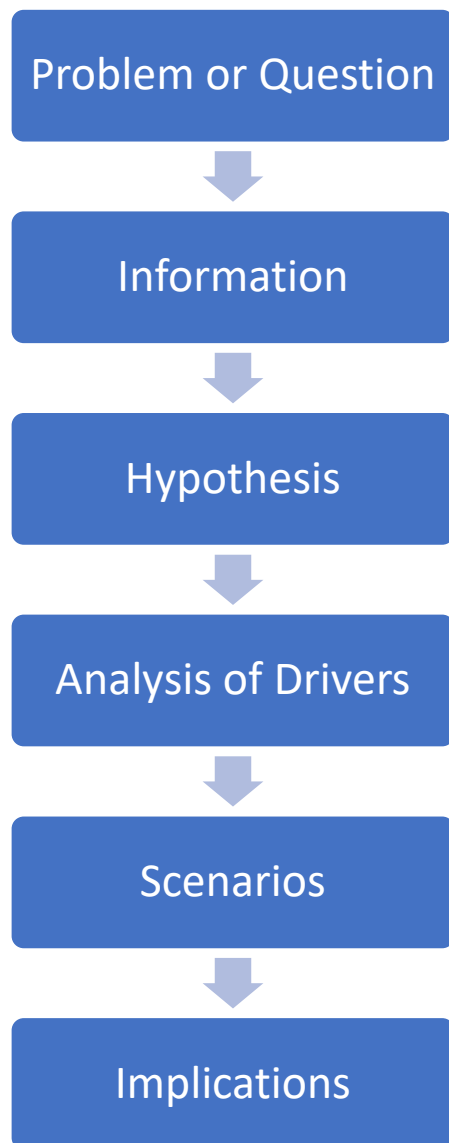 Problem or Question
Information
Hypothesis
Analysis of Drivers
Scenarios
Implications